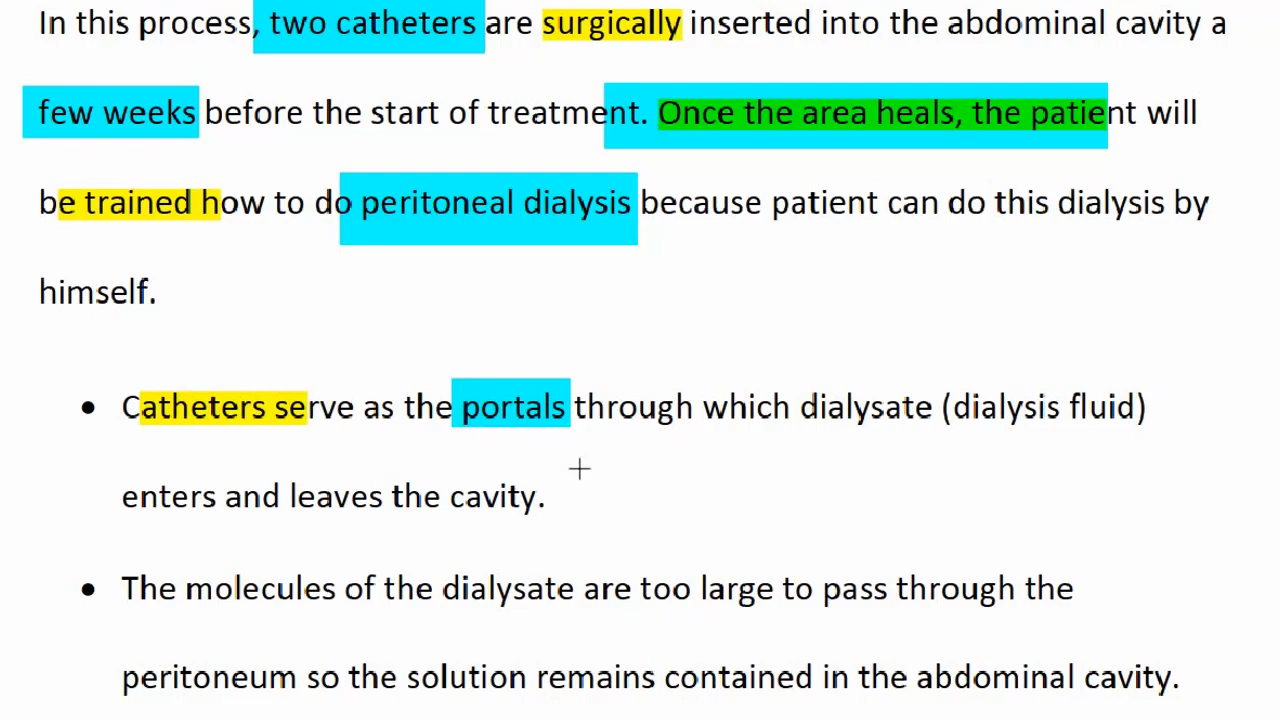 In this process, two catheters are surgically inserted into the abdominal cavity a
few weeks before the start of treatment. Once the area heals, the patient will
be trained how to do peritoneal dialysis because patient can do this dialysis by
himself.
• Catheters serve as the portals through which dialysate (dialysis fluid)
enters and leaves the cavity.
• The molecules of the dialysate are too large to pass through the
peritoneum so the solution remains contained in the abdominal cavity.